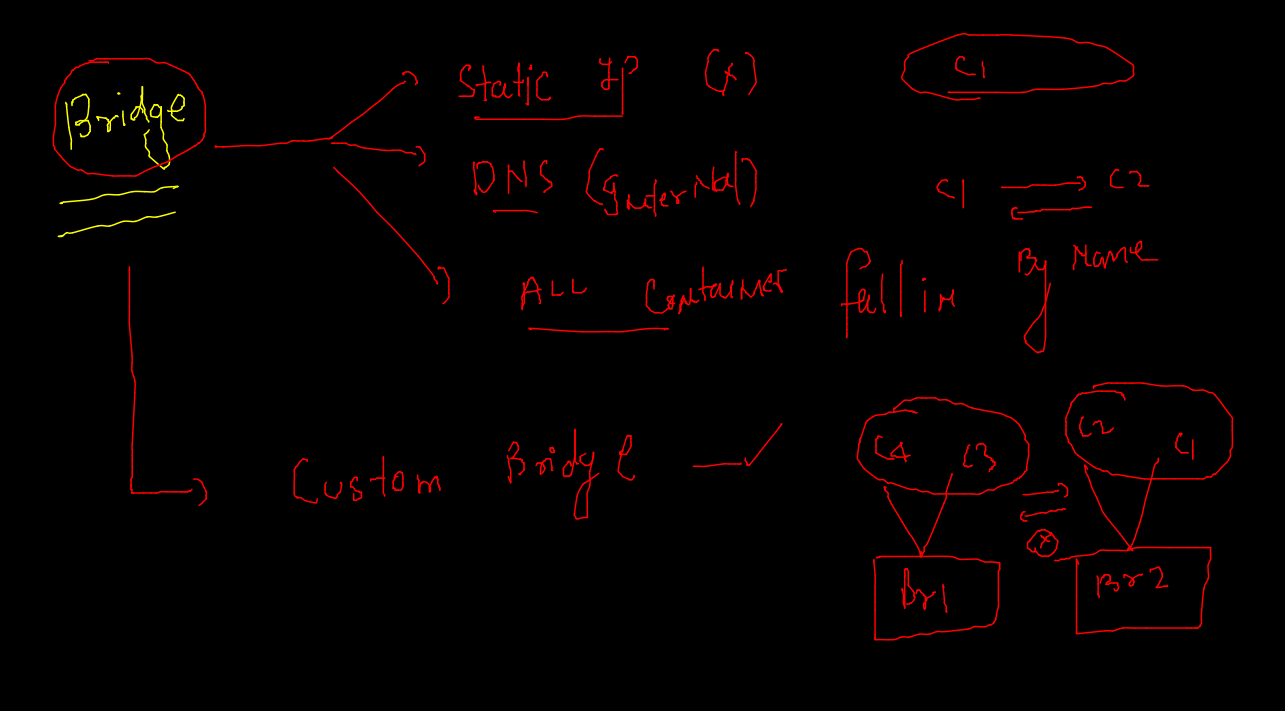 Bridge
Static IP (x)
C1
DNS (Internal)
C1 C2
By Name
ALL Container fall in
Custom Bridge
C4 C3
C2 C1
x
Br1
Br2